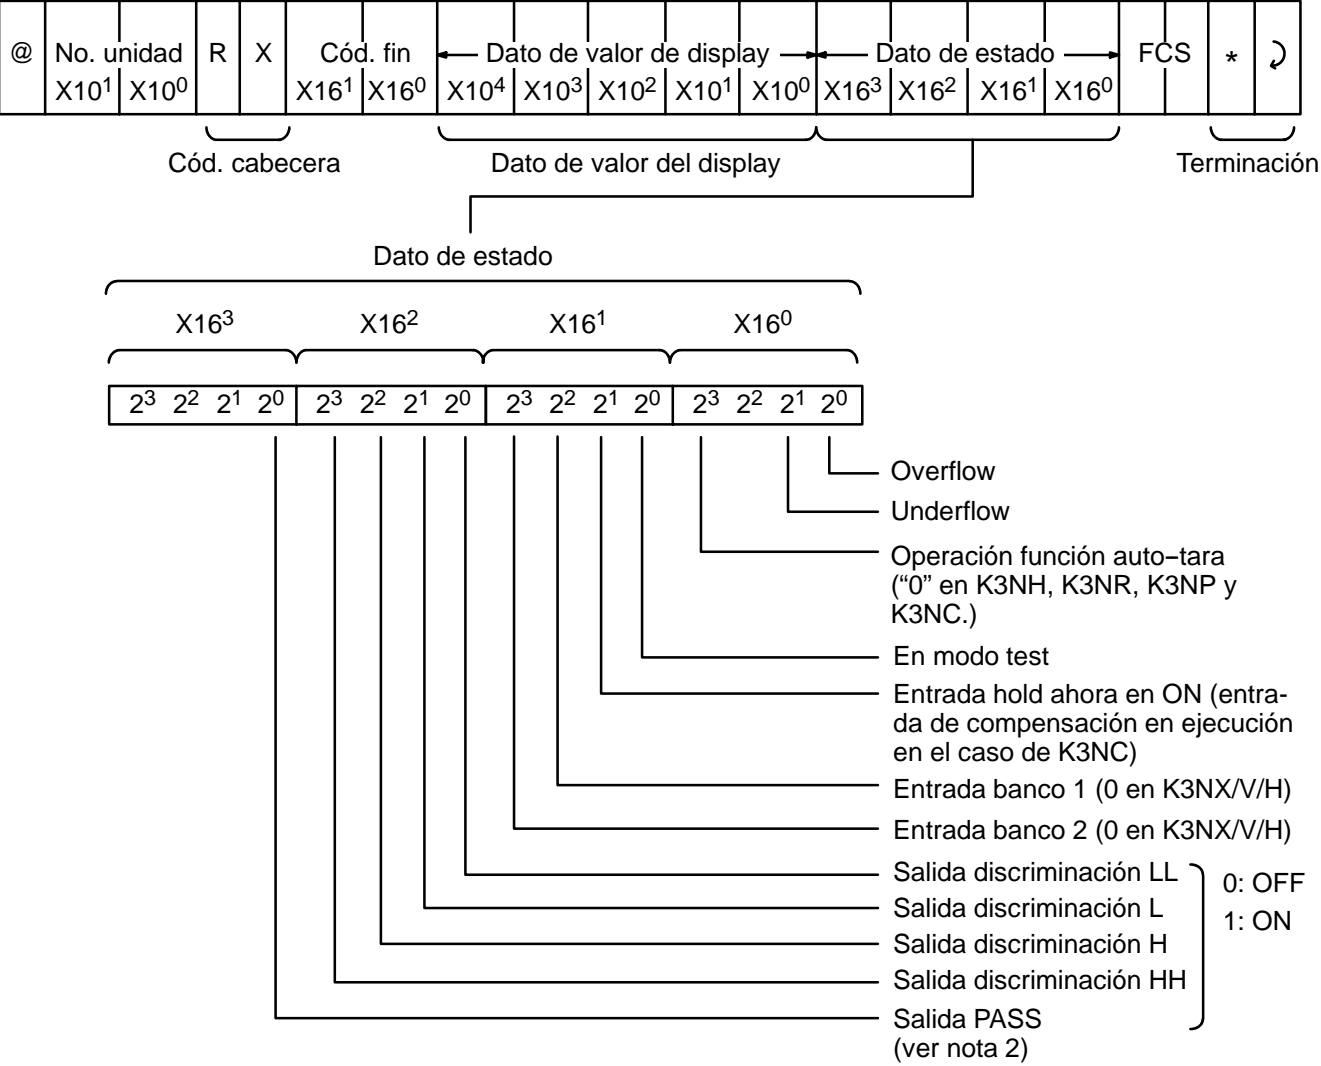 @ No. unidad R X Cód. fin Dato de valor de display Dato de estado FCS *
X10¹ X10⁰ X16¹ X16⁰ X10⁴ X10³ X10² X10¹ X10⁰ X16³ X16² X16¹ X16⁰
Cód. cabecera Dato de valor del display Terminación
Dato de estado
X16³ X16² X16¹ X16⁰
2³ 2² 2¹ 2⁰ 2³ 2² 2¹ 2⁰ 2³ 2² 2¹ 2⁰ 2³ 2² 2¹ 2⁰
Overflow
Underflow
Operación función auto–tara
(“0” en K3NH, K3NR, K3NP y
K3NC.)
En modo test
Entrada hold ahora en ON (entra-
da de compensación en ejecución
en el caso de K3NC)
Entrada banco 1 (0 en K3NX/V/H)
Entrada banco 2 (0 en K3NX/V/H)
Salida discriminación LL
Salida discriminación L
Salida discriminación H
Salida discriminación HH
Salida PASS
(ver nota 2)
0: OFF
1: ON